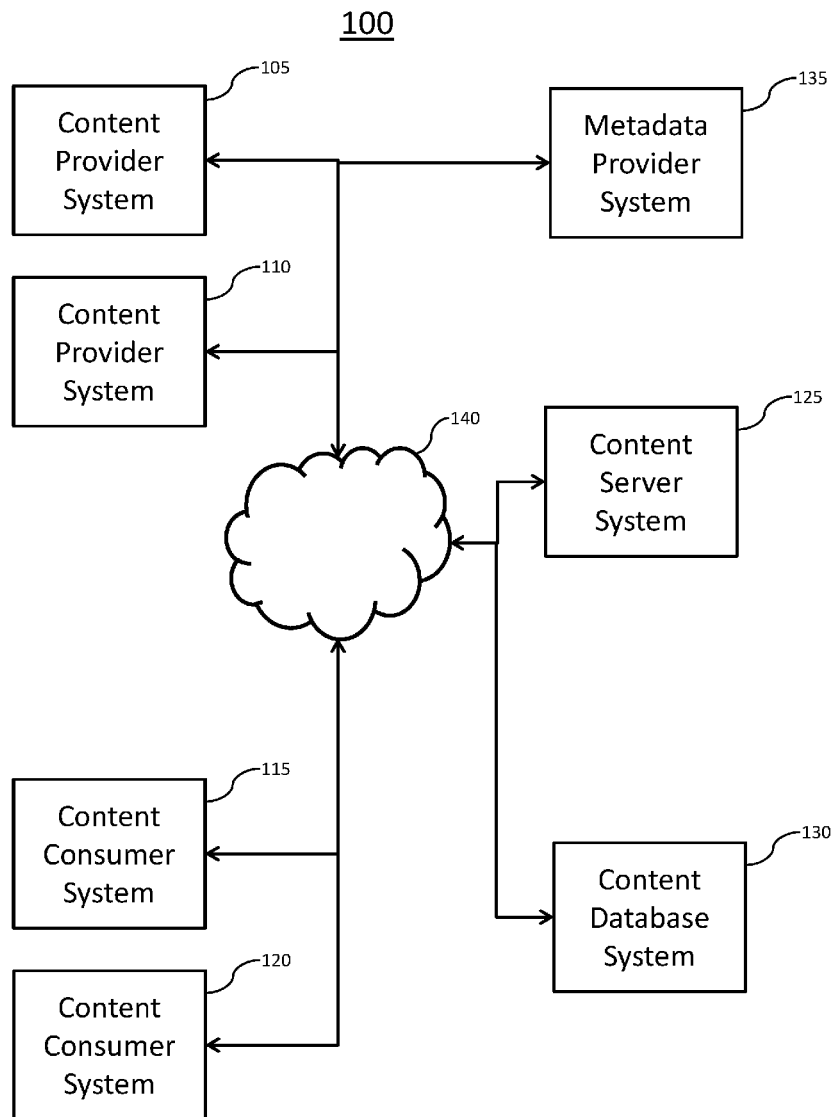 100
105
Content
Provider
System
135
Metadata
Provider
System
110
Content
Provider
System
140
125
Content
Server
System
115
Content
Consumer
System
130
Content
Database
System
120
Content
Consumer
System